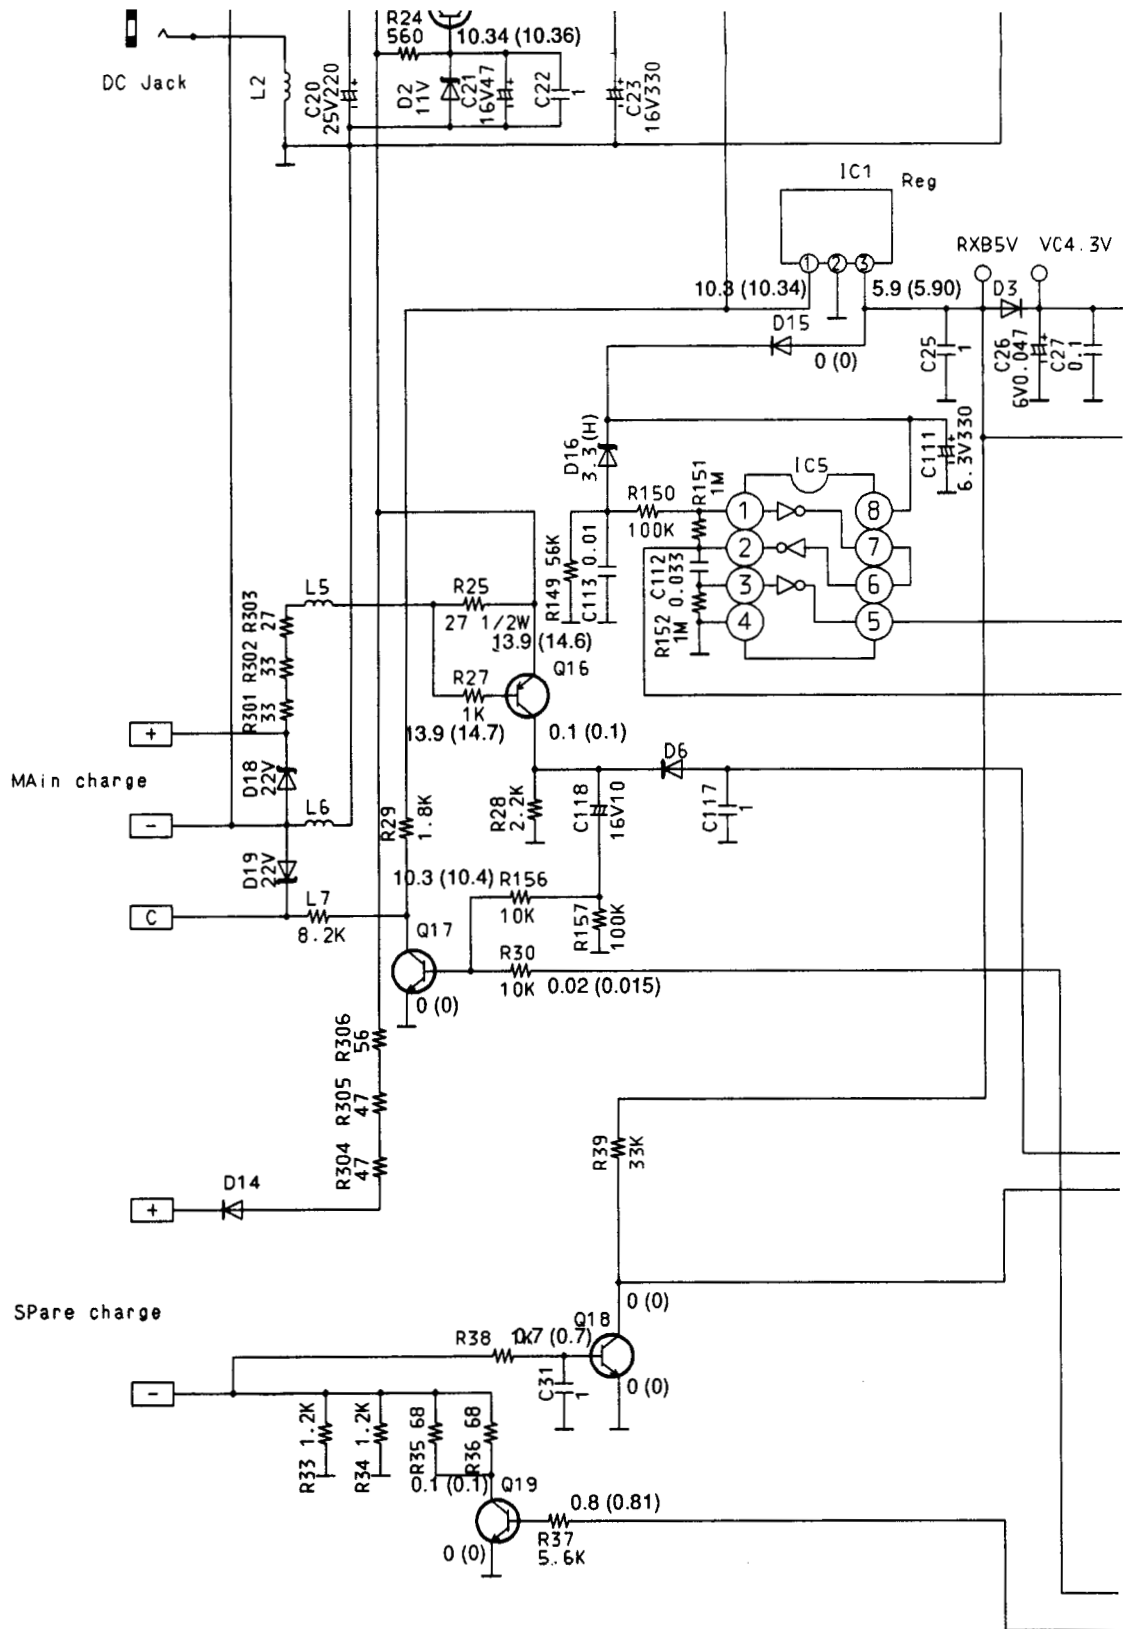 R24
560
10.34 (10.36)
DC Jack
L2
C20
25V220
D2
11V
C21
16V47
C22
1
C23
16V330
IC1
Reg
1
2
3
RXB5V
VC4.3V
10.3 (10.34)
5.9 (5.90)
D3
D15
0 (0)
C25
1
C26
6V0.047
C27
0.1
D16
3.3(H)
C111
6.3V330
IC5
R150
100K
R151
1M
1
2
3
4
8
7
6
5
R149 56K
C113 0.01
C112
0.033
R152
1M
L5
R25
27 1/2W
13.9 (14.6)
R303
27
R302
33
R301
33
R27
1K
Q16
13.9 (14.7)
0.1 (0.1)
+
MAin charge
D18
22V
-
L6
R29
1.8K
R28
2.2K
C118
16V10
D6
C117
1
D19
22V
10.3 (10.4)
R156
10K
R157
100K
C
L7
8.2K
Q17
R30
10K
0.02 (0.015)
0 (0)
R306
56
R305
47
R304
47
R39
33K
+
D14
SPare charge
0 (0)
Q18
R38
1K
0.7 (0.7)
C31
1
0 (0)
-
R33 1.2K
R34 1.2K
R35 68
R36 68
0.1 (0.1)
Q19
0.8 (0.81)
R37
5.6K
0 (0)